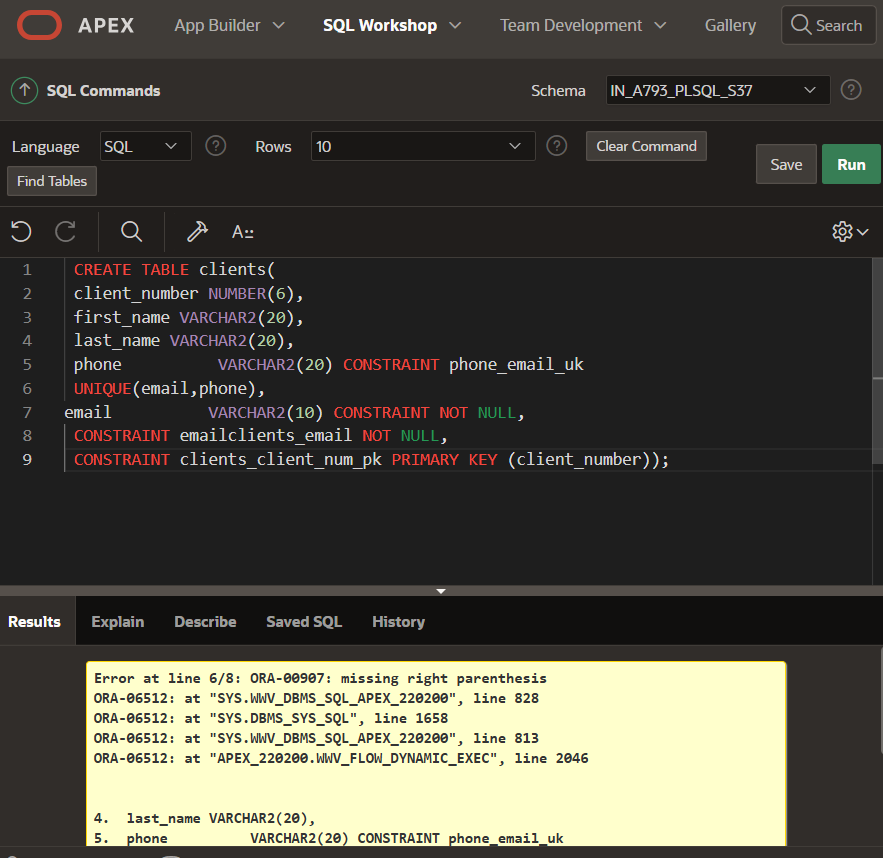 APEX App Builder SQL Workshop Team Development Gallery Search
SQL Commands Schema IN_A793_PLSQL_S37 ?
Language SQL ? Rows 10 ? Clear Command
Save Run
Find Tables
A::
1 CREATE TABLE clients(
2 client_number NUMBER(6),
3 first_name VARCHAR2(20),
4 last_name VARCHAR2(20),
5 phone VARCHAR2(20) CONSTRAINT phone_email_uk
6 UNIQUE(email,phone),
7 email VARCHAR2(10) CONSTRAINT NOT NULL,
8 CONSTRAINT emailclients_email NOT NULL,
9 CONSTRAINT clients_client_num_pk PRIMARY KEY (client_number));
Results Explain Describe Saved SQL History
Error at line 6/8: ORA-00907: missing right parenthesis
ORA-06512: at "SYS.WWV_DBMS_SQL_APEX_220200", line 828
ORA-06512: at "SYS.DBMS_SYS_SQL", line 1658
ORA-06512: at "SYS.WWV_DBMS_SQL_APEX_220200", line 813
ORA-06512: at "APEX_220200.WWV_FLOW_DYNAMIC_EXEC", line 2046
4. last_name VARCHAR2(20),
5. phone VARCHAR2(20) CONSTRAINT phone_email_uk